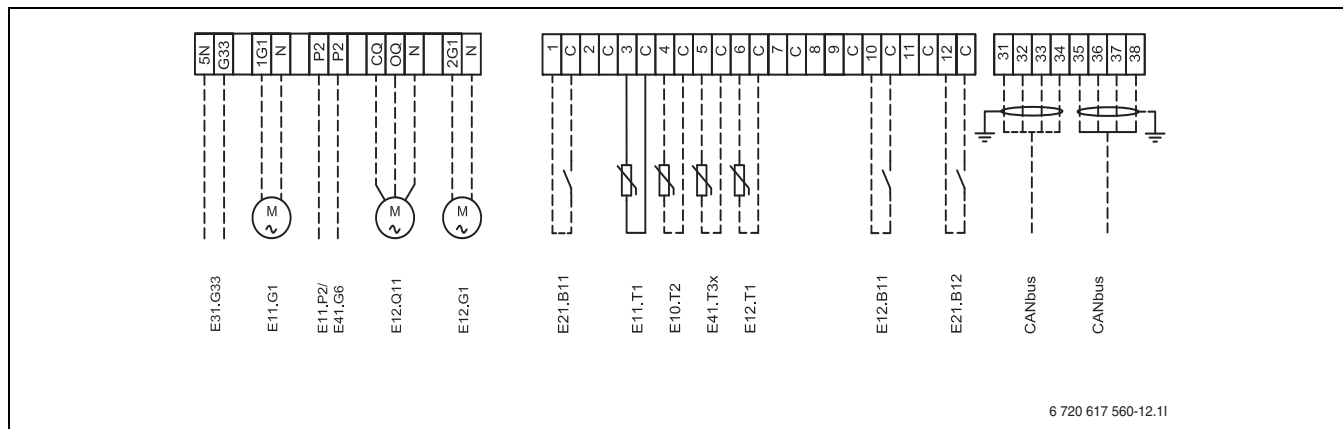 5N G33 1G1 N P2 P2 CQ OQ N 2G1 N 1 C 2 C 3 C 4 C 5 C 6 C 7 C 8 C 9 C 10 C 11 C 12 C 31 32 33 34 35 36 37 38
M M M
E31.G33
E11.G1
E11.P2/
E41.G6
E12.Q11
E12.G1
E21.B11
E11.T1
E10.T2
E41.T3x
E12.T1
E12.B11
E21.B12
CANbus
CANbus
6 720 617 560-12.1I